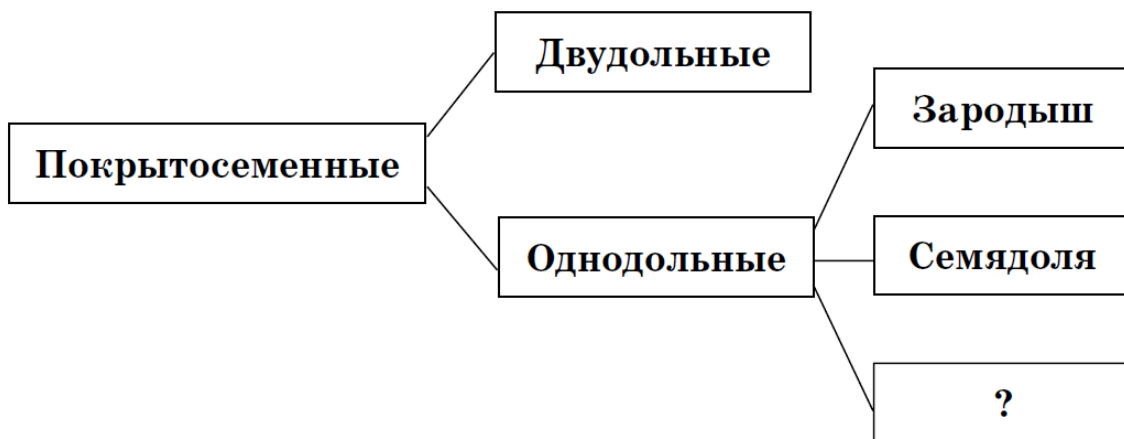 Двудольные
Зародыш
Покрытосеменные
Однодольные
Семядоля
?